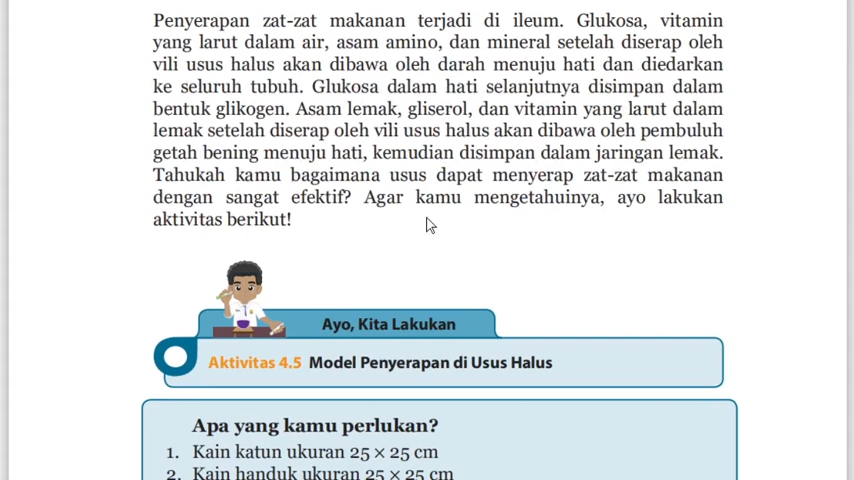 Penyerapan zat-zat makanan terjadi di ileum. Glukosa, vitamin
yang larut dalam air, asam amino, dan mineral setelah diserap oleh
vili usus halus akan dibawa oleh darah menuju hati dan diedarkan
ke seluruh tubuh. Glukosa dalam hati selanjutnya disimpan dalam
bentuk glikogen. Asam lemak, gliserol, dan vitamin yang larut dalam
lemak setelah diserap oleh vili usus halus akan dibawa oleh pembuluh
getah bening menuju hati, kemudian disimpan dalam jaringan lemak.
Tahukah kamu bagaimana usus dapat menyerap zat-zat makanan
dengan sangat efektif? Agar kamu mengetahuinya, ayo lakukan
aktivitas berikut!
Ayo, Kita Lakukan
Aktivitas 4.5 Model Penyerapan di Usus Halus
Apa yang kamu perlukan?
1. Kain katun ukuran 25 × 25 cm
2. Kain handuk ukuran 25 × 25 cm